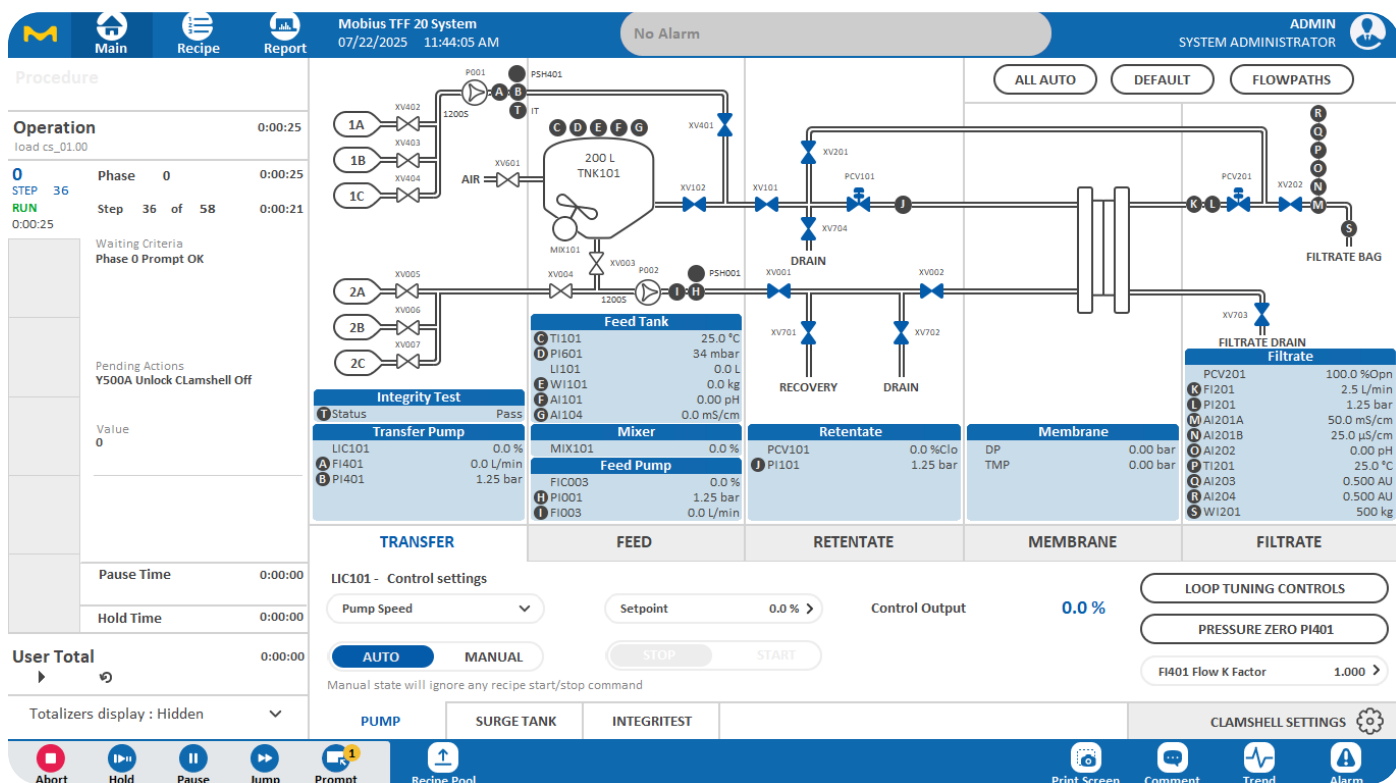 Main
Recipe
Report
Mobius TFF 20 System
07/22/2025 11:44:05 AM
No Alarm
ADMIN
SYSTEM ADMINISTRATOR
Procedure
Operation 0:00:25
load cs_01.00
0
STEP 36
RUN
0:00:25
Phase 0 0:00:25
Step 36 of 58 0:00:21
Waiting Criteria
Phase 0 Prompt OK
Pending Actions
Y500A Unlock CLamshell Off
Value
0
Pause Time 0:00:00
Hold Time 0:00:00
User Total 0:00:00
Totalizers display : Hidden
ALL AUTO
DEFAULT
FLOWPATHS
P001
PSH401
A B
T IT
1200S
XV402
1A
XV403
1B
XV404
1C
C D E F G
XV401
200 L
TNK101
XV601
AIR
MIX101
XV003
XV102
XV101
XV201
PCV101
J
XV704
DRAIN
R
Q
P
O
N
M
PCV201
XV202
K L
S
FILTRATE BAG
XV005
2A
XV006
2B
XV007
2C
XV004
P002
PSH001
1200S
I H
XV001
XV002
XV701
XV702
RECOVERY
DRAIN
XV703
FILTRATE DRAIN
Integrity Test
T Status Pass
Transfer Pump
LIC101 0.0 %
A FI401 0.0 L/min
B PI401 1.25 bar
Feed Tank
C TI101 25.0 °C
D PI601 34 mbar
LI101 0.0 L
E WI101 0.0 kg
F AI101 0.00 pH
G AI104 0.0 mS/cm
Mixer
MIX101 0.0 %
Feed Pump
FIC003 0.0 %
H PI001 1.25 bar
I FI003 0.0 L/min
Retentate
PCV101 0.0 %Clo
J PI101 1.25 bar
Membrane
DP 0.00 bar
TMP 0.00 bar
Filtrate
PCV201 100.0 %Opn
K FI201 2.5 L/min
L PI201 1.25 bar
M AI201A 50.0 mS/cm
N AI201B 25.0 µS/cm
O AI202 0.00 pH
P TI201 25.0 °C
Q AI203 0.500 AU
R AI204 0.500 AU
S WI201 500 kg
TRANSFER
FEED
RETENTATE
MEMBRANE
FILTRATE
LIC101 - Control settings
Pump Speed
Setpoint 0.0 %
Control Output 0.0 %
LOOP TUNING CONTROLS
PRESSURE ZERO PI401
AUTO MANUAL
STOP START
FI401 Flow K Factor 1.000
Manual state will ignore any recipe start/stop command
PUMP
SURGE TANK
INTEGRITEST
CLAMSHELL SETTINGS
Abort
Hold
Pause
Jump
1
Prompt
Recipe Pool
Print Screen
Comment
Trend
Alarm